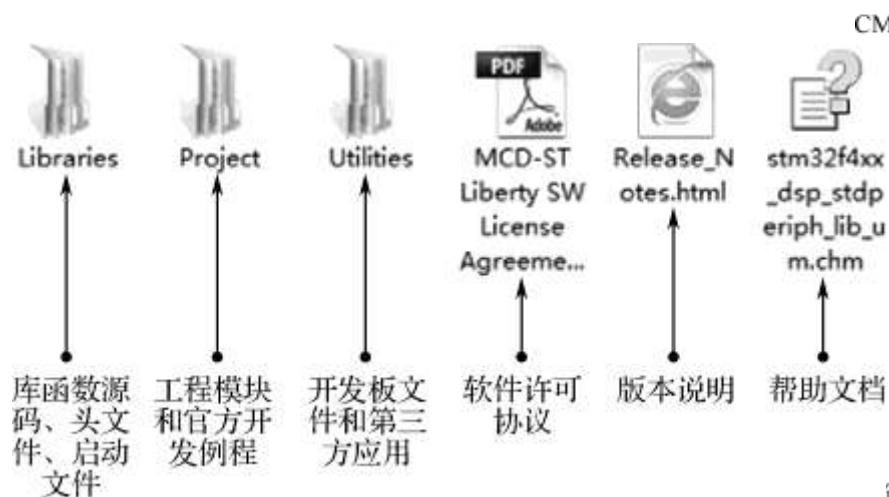 CM
Libraries
Project
Utilities
PDF
Adobe
MCD-ST
Liberty SW
License
Agreeme...
Release_N
otes.html
stm32f4xx
_dsp_stdp
eriph_lib_u
m.chm
库函数源
码、头文
件、启动
文件
工程模块
和官方开
发例程
开发板文
件和第三
方应用
软件许可
协议
版本说明
帮助文档